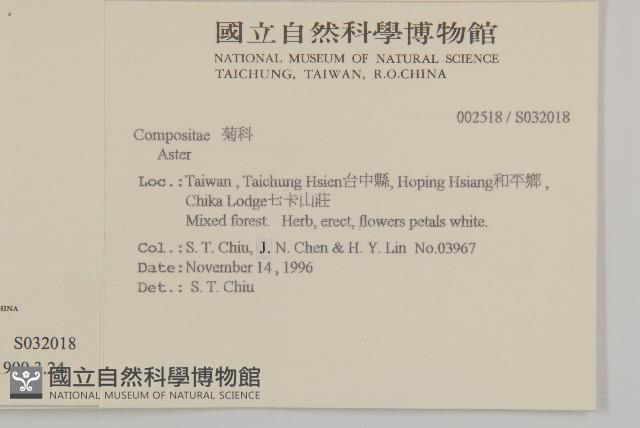 國立自然科學博物館
NATIONAL MUSEUM OF NATURAL SCIENCE
TAICHUNG, TAIWAN, R.O.CHINA
002518 / S032018
Compositae 菊科
Aster
Loc.:Taiwan , Taichung Hsien台中縣, Hoping Hsiang和平鄉 ,
Chika Lodge七卡山莊
Mixed forest. Herb, erect, flowers petals white.
Col.:S. T. Chiu, J. N. Chen & H. Y. Lin No.03967
Date:November 14 , 1996
Det.: S. T. Chiu
HINA
S032018
999.3.24
國立自然科學博物館
NATIONAL MUSEUM OF NATURAL SCIENCE